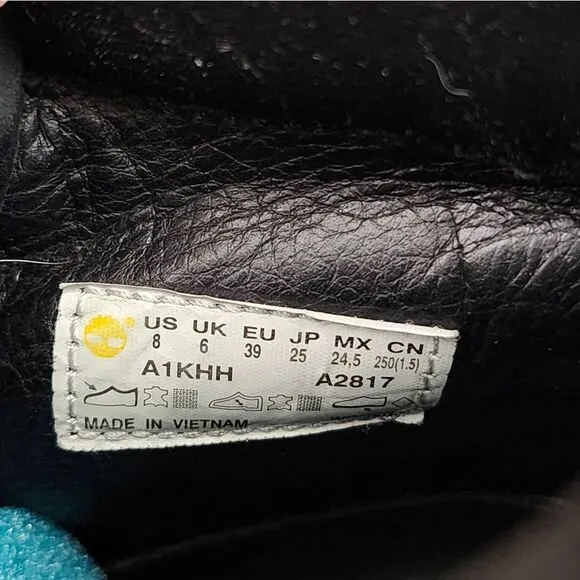 US UK EU JP MX CN
8 6 39 25 24,5 250(1.5)
A1KHH A2817
MADE IN VIETNAM